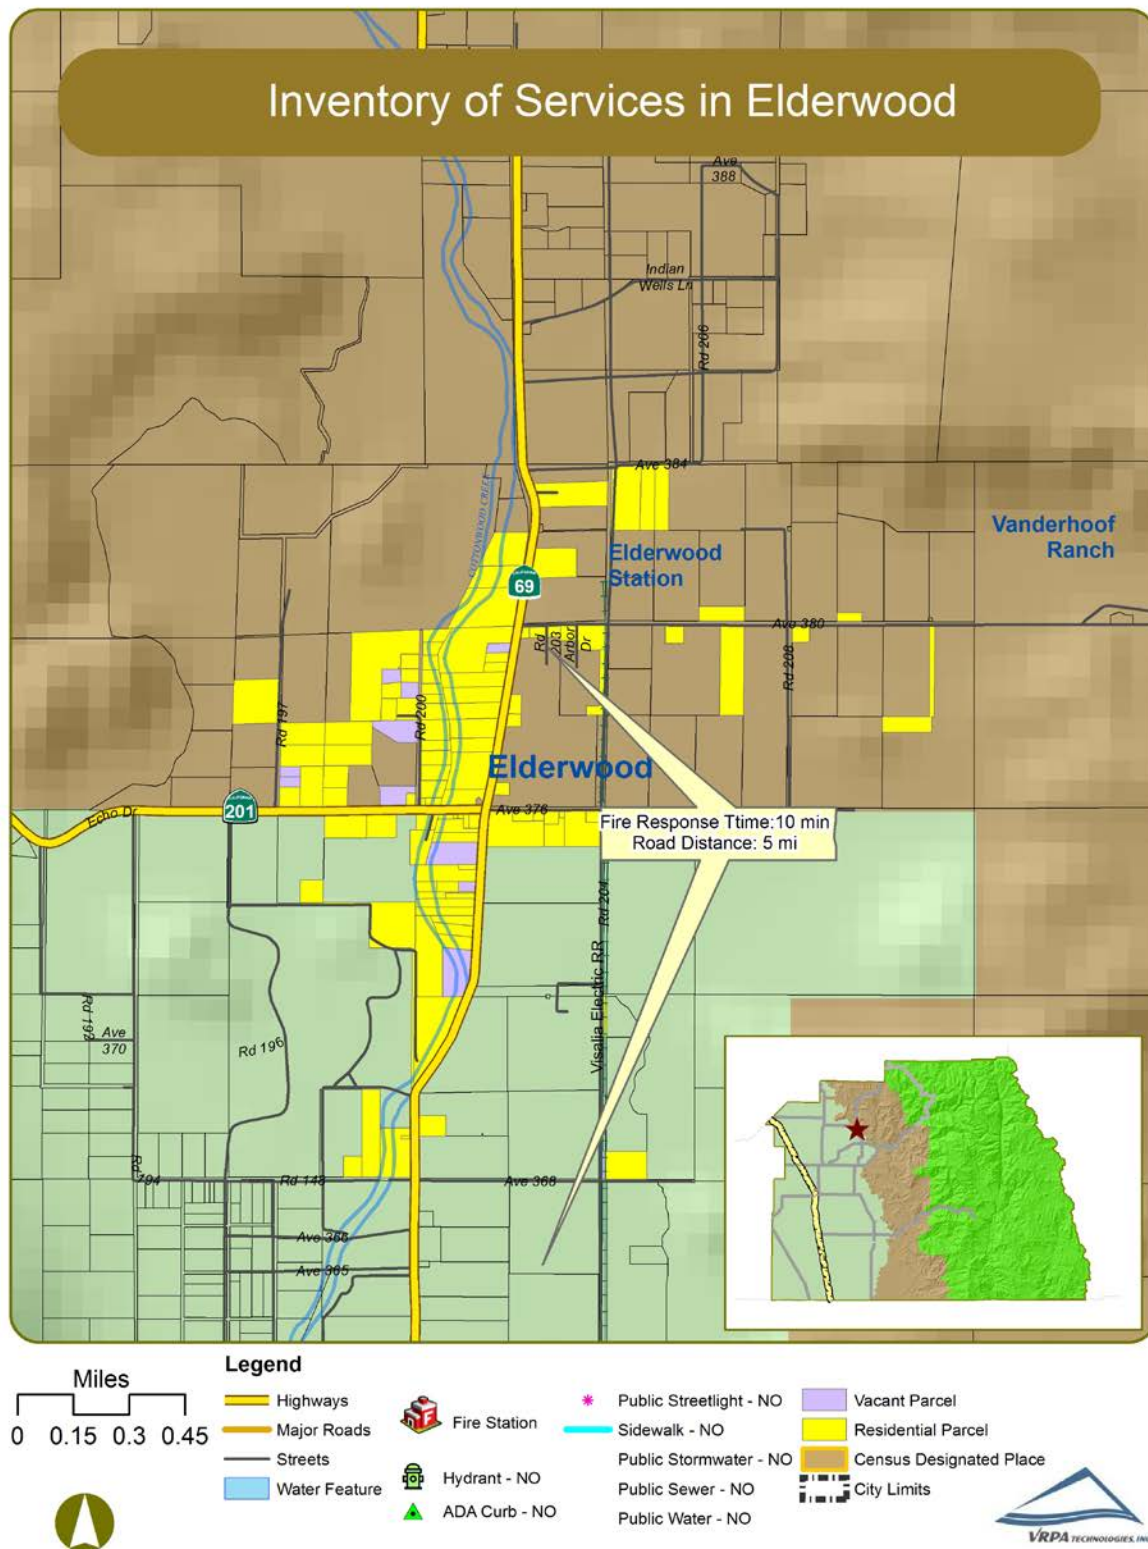 Inventory of Services in Elderwood
Ave
388
Indian
Wells Ln
Rd 206
Ave 384
COTTONWOOD CREEK
Vanderhoof
Ranch
Elderwood
Station
CALIFORNIA
69
Ave 380
Rd
203
Arbor
Dr
Rd 208
Rd 197
Rd 200
Elderwood
CALIFORNIA
201
Echo Dr
Ave 376
Fire Response Ttime:10 min
Road Distance: 5 mi
Rd 204
Visalia Electric RR
Rd 192
Ave
370
Rd 196
Rd 194
Rd 148
Ave 368
Ave 366
Ave 365
Miles
0 0.15 0.3 0.45
Legend
Highways
Major Roads
Streets
Water Feature
F
Fire Station
Hydrant - NO
ADA Curb - NO
Public Streetlight - NO
Sidewalk - NO
Public Stormwater - NO
Public Sewer - NO
Public Water - NO
Vacant Parcel
Residential Parcel
Census Designated Place
City Limits
VRPA TECHNOLOGIES, INC